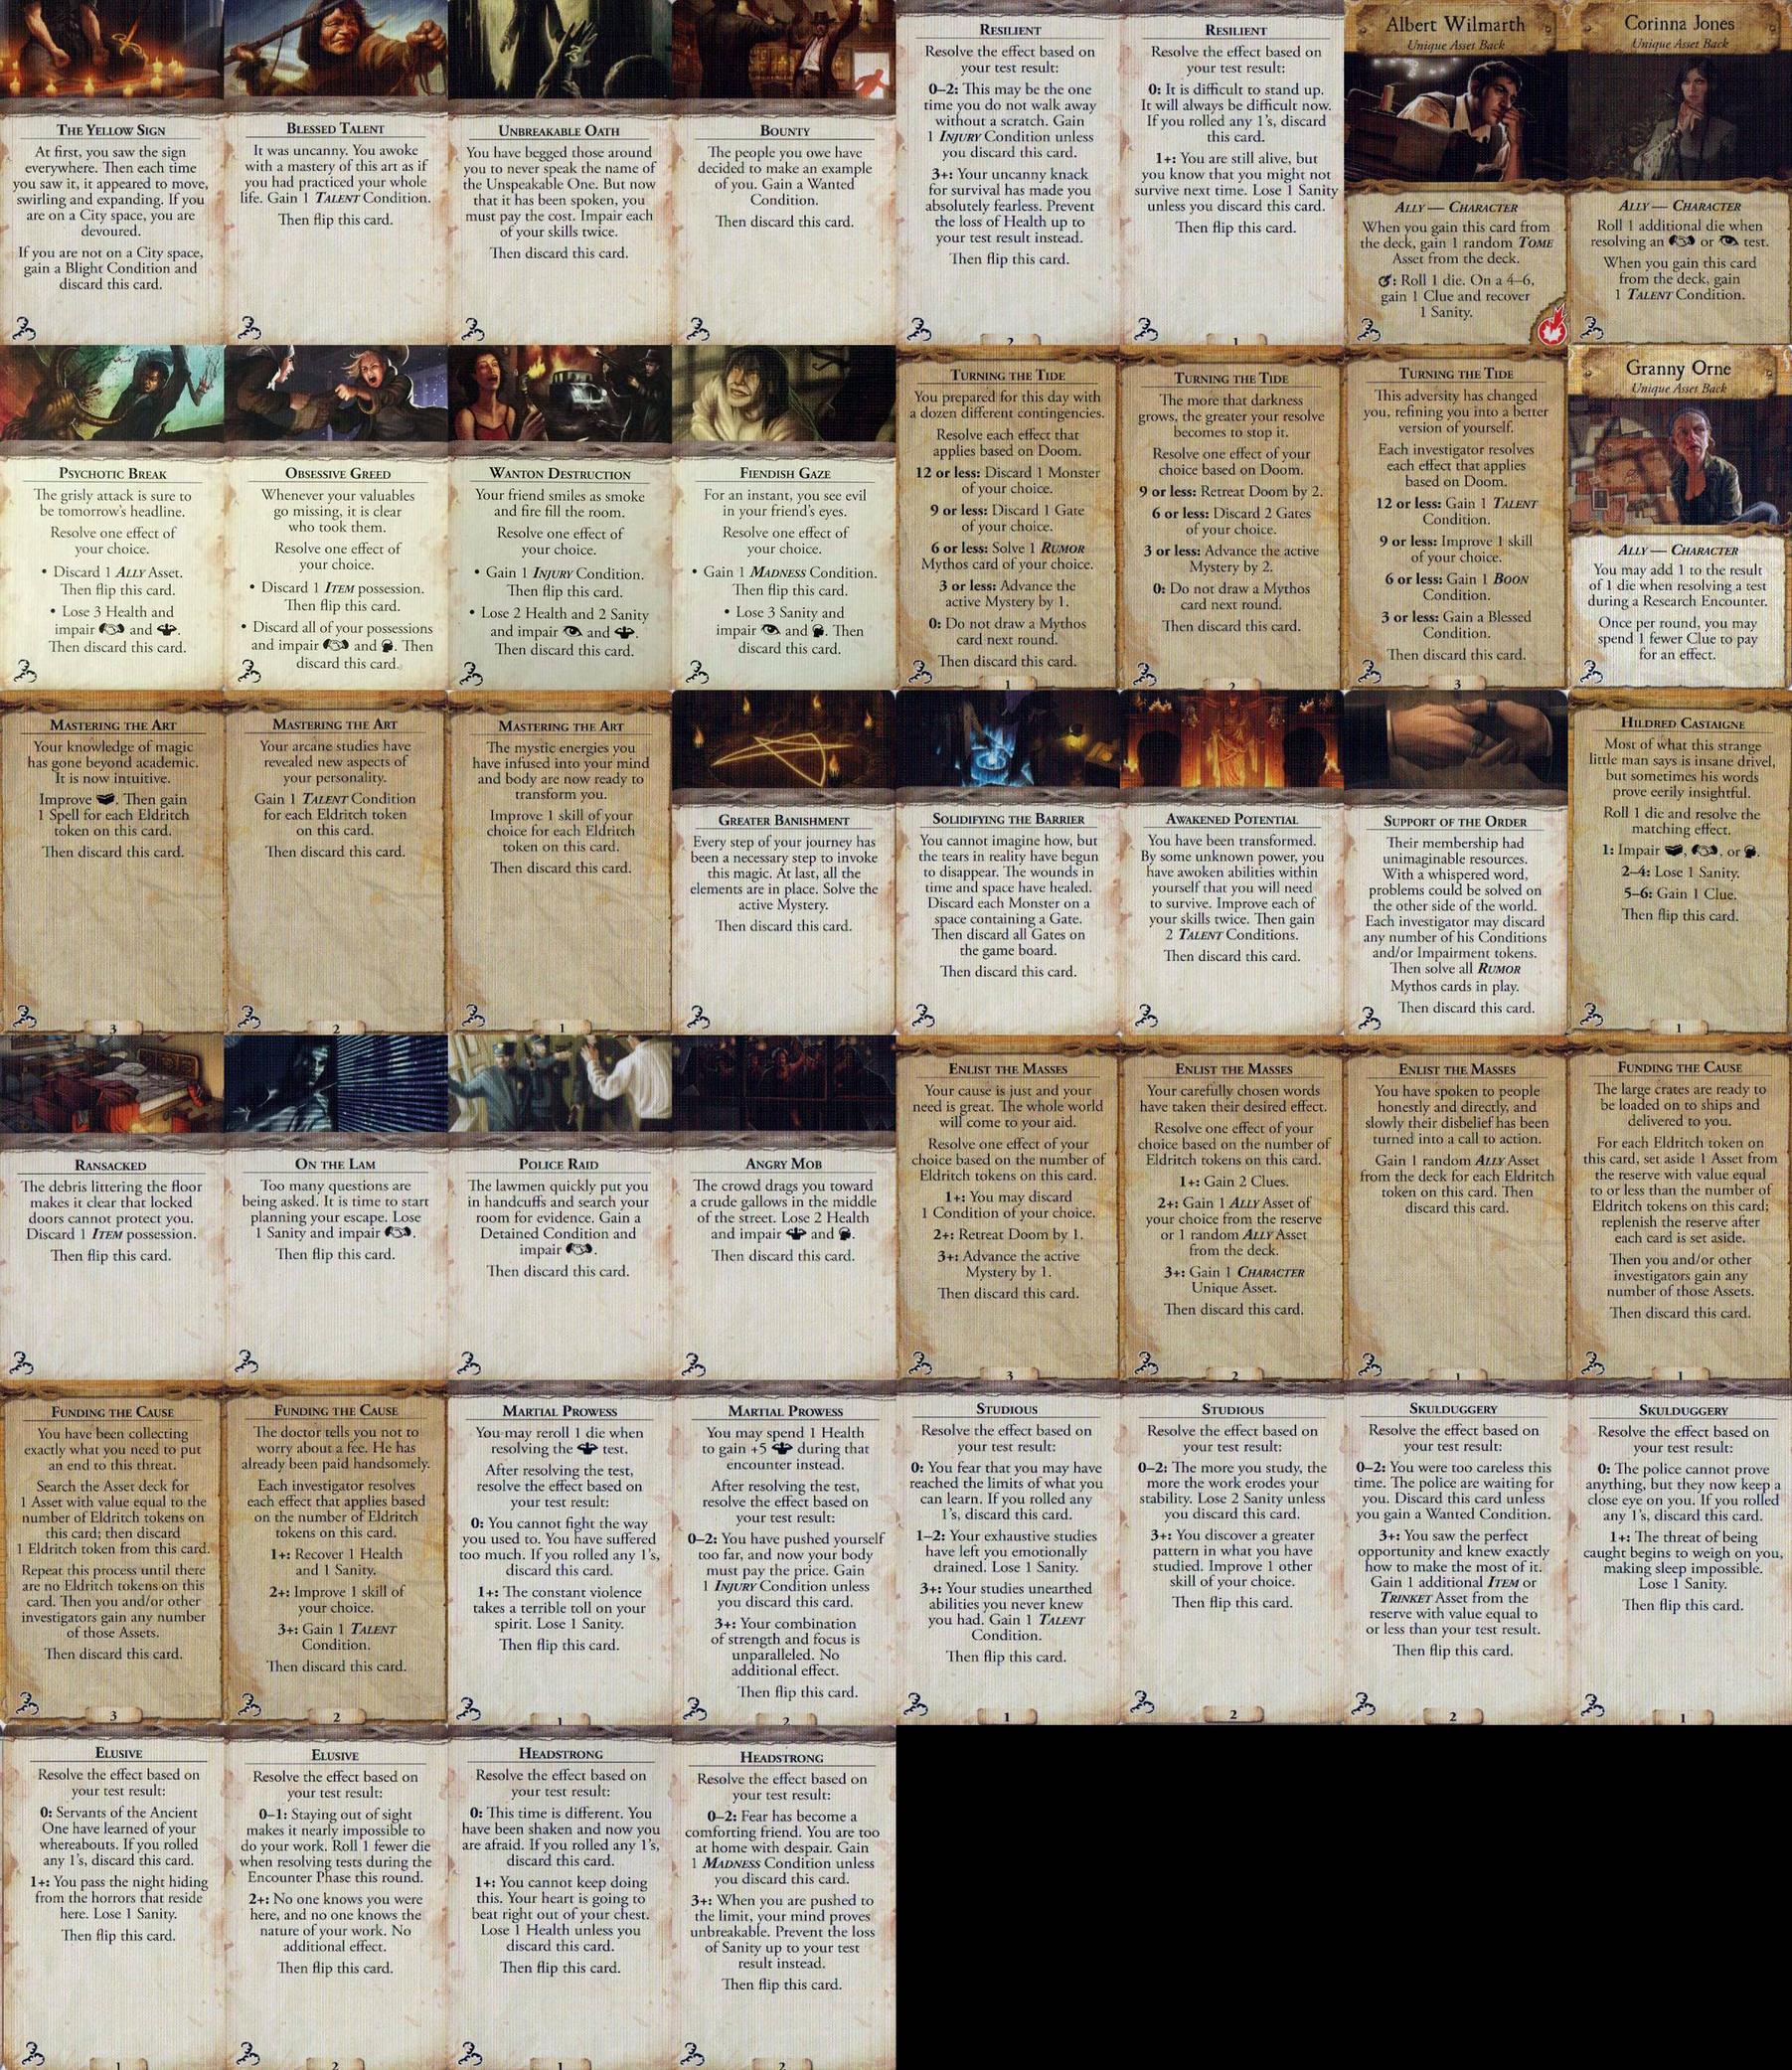 THE YELLOW SIGN
At first, you saw the sign
everywhere. Then each time
you saw it, it appeared to move,
swirling and expanding. If you
are on a City space, you are
devoured.
If you are not on a City space,
gain a Blight Condition and
discard this card.
BLESSED TALENT
It was uncanny. You awoke
with a mastery of this art as if
you had practiced your whole
life. Gain 1 TALENT Condition.
Then flip this card.
UNBREAKABLE OATH
You have begged those around
you to never speak the name of
the Unspeakable One. But now
that it has been spoken, you
must pay the cost. Impair each
of your skills twice.
Then discard this card.
BOUNTY
The people you owe have
decided to make an example
of you. Gain a Wanted
Condition.
Then discard this card.
RESILIENT
Resolve the effect based on
your test result:
0–2: This may be the one
time you do not walk away
without a scratch. Gain
1 INJURY Condition unless
you discard this card.
3+: Your uncanny knack
for survival has made you
absolutely fearless. Prevent
the loss of Health up to
your test result instead.
Then flip this card.
2
RESILIENT
Resolve the effect based on
your test result:
0: It is difficult to stand up.
It will always be difficult now.
If you rolled any 1's, discard
this card.
1+: You are still alive, but
you know that you might not
survive next time. Lose 1 Sanity
unless you discard this card.
Then flip this card.
1
Albert Wilmarth
Unique Asset Back
ALLY — CHARACTER
When you gain this card from
the deck, gain 1 random TOME
Asset from the deck.
: Roll 1 die. On a 4–6,
gain 1 Clue and recover
1 Sanity.
Corinna Jones
Unique Asset Back
ALLY — CHARACTER
Roll 1 additional die when
resolving an or test.
When you gain this card
from the deck, gain
1 TALENT Condition.
PSYCHOTIC BREAK
The grisly attack is sure to
be tomorrow's headline.
Resolve one effect of
your choice.
• Discard 1 ALLY Asset.
Then flip this card.
• Lose 3 Health and
impair and .
Then discard this card.
OBSESSIVE GREED
Whenever your valuables
go missing, it is clear
who took them.
Resolve one effect of
your choice.
• Discard 1 ITEM possession.
Then flip this card.
• Discard all of your possessions
and impair and . Then
discard this card.
WANTON DESTRUCTION
Your friend smiles as smoke
and fire fill the room.
Resolve one effect of
your choice.
• Gain 1 INJURY Condition.
Then flip this card.
• Lose 2 Health and 2 Sanity
and impair and .
Then discard this card.
FIENDISH GAZE
For an instant, you see evil
in your friend's eyes.
Resolve one effect of
your choice.
• Gain 1 MADNESS Condition.
Then flip this card.
• Lose 3 Sanity and
impair and . Then
discard this card.
TURNING THE TIDE
You prepared for this day with
a dozen different contingencies.
Resolve each effect that
applies based on Doom.
12 or less: Discard 1 Monster
of your choice.
9 or less: Discard 1 Gate
of your choice.
6 or less: Solve 1 RUMOR
Mythos card of your choice.
3 or less: Advance the
active Mystery by 1.
0: Do not draw a Mythos
card next round.
Then discard this card.
1
TURNING THE TIDE
The more that darkness
grows, the greater your resolve
becomes to stop it.
Resolve one effect of your
choice based on Doom.
9 or less: Retreat Doom by 2.
6 or less: Discard 2 Gates
of your choice.
3 or less: Advance the active
Mystery by 2.
0: Do not draw a Mythos
card next round.
Then discard this card.
2
TURNING THE TIDE
This adversity has changed
you, refining you into a better
version of yourself.
Each investigator resolves
each effect that applies
based on Doom.
12 or less: Gain 1 TALENT
Condition.
9 or less: Improve 1 skill
of your choice.
6 or less: Gain 1 BOON
Condition.
3 or less: Gain a Blessed
Condition.
Then discard this card.
3
Granny Orne
Unique Asset Back
ALLY — CHARACTER
You may add 1 to the result
of 1 die when resolving a test
during a Research Encounter.
Once per round, you may
spend 1 fewer Clue to pay
for an effect.
MASTERING THE ART
Your knowledge of magic
has gone beyond academic.
It is now intuitive.
Improve . Then gain
1 Spell for each Eldritch
token on this card.
Then discard this card.
3
MASTERING THE ART
Your arcane studies have
revealed new aspects of
your personality.
Gain 1 TALENT Condition
for each Eldritch token
on this card.
Then discard this card.
2
MASTERING THE ART
The mystic energies you
have infused into your mind
and body are now ready to
transform you.
Improve 1 skill of your
choice for each Eldritch
token on this card.
Then discard this card.
1
GREATER BANISHMENT
Every step of your journey has
been a necessary step to invoke
this magic. At last, all the
elements are in place. Solve the
active Mystery.
Then discard this card.
SOLIDIFYING THE BARRIER
You cannot imagine how, but
the tears in reality have begun
to disappear. The wounds in
time and space have healed.
Discard each Monster on a
space containing a Gate.
Then discard all Gates on
the game board.
Then discard this card.
AWAKENED POTENTIAL
You have been transformed.
By some unknown power, you
have awoken abilities within
yourself that you will need
to survive. Improve each of
your skills twice. Then gain
2 TALENT Conditions.
Then discard this card.
SUPPORT OF THE ORDER
Their membership had
unimaginable resources.
With a whispered word,
problems could be solved on
the other side of the world.
Each investigator may discard
any number of his Conditions
and/or Impairment tokens.
Then solve all RUMOR
Mythos cards in play.
Then discard this card.
HILDRED CASTAIGNE
Most of what this strange
little man says is insane drivel,
but sometimes his words
prove eerily insightful.
Roll 1 die and resolve the
matching effect.
1: Impair , , or .
2–4: Lose 1 Sanity.
5–6: Gain 1 Clue.
Then flip this card.
1
RANSACKED
The debris littering the floor
makes it clear that locked
doors cannot protect you.
Discard 1 ITEM possession.
Then flip this card.
ON THE LAM
Too many questions are
being asked. It is time to start
planning your escape. Lose
1 Sanity and impair .
Then flip this card.
POLICE RAID
The lawmen quickly put you
in handcuffs and search your
room for evidence. Gain a
Detained Condition and
impair .
Then discard this card.
ANGRY MOB
The crowd drags you toward
a crude gallows in the middle
of the street. Lose 2 Health
and impair and .
Then discard this card.
ENLIST THE MASSES
Your cause is just and your
need is great. The whole world
will come to your aid.
Resolve one effect of your
choice based on the number of
Eldritch tokens on this card.
1+: You may discard
1 Condition of your choice.
2+: Retreat Doom by 1.
3+: Advance the active
Mystery by 1.
Then discard this card.
3
ENLIST THE MASSES
Your carefully chosen words
have taken their desired effect.
Resolve one effect of your
choice based on the number of
Eldritch tokens on this card.
1+: Gain 2 Clues.
2+: Gain 1 ALLY Asset of
your choice from the reserve
or 1 random ALLY Asset
from the deck.
3+: Gain 1 CHARACTER
Unique Asset.
Then discard this card.
2
ENLIST THE MASSES
You have spoken to people
honestly and directly, and
slowly their disbelief has been
turned into a call to action.
Gain 1 random ALLY Asset
from the deck for each Eldritch
token on this card. Then
discard this card.
1
FUNDING THE CAUSE
The large crates are ready to
be loaded on to ships and
delivered to you.
For each Eldritch token on
this card, set aside 1 Asset from
the reserve with value equal
to or less than the number of
Eldritch tokens on this card;
replenish the reserve after
each card is set aside.
Then you and/or other
investigators gain any
number of those Assets.
Then discard this card.
1
FUNDING THE CAUSE
You have been collecting
exactly what you need to put
an end to this threat.
Search the Asset deck for
1 Asset with value equal to the
number of Eldritch tokens on
this card; then discard
1 Eldritch token from this card.
Repeat this process until there
are no Eldritch tokens on this
card. Then you and/or other
investigators gain any number
of those Assets.
Then discard this card.
3
FUNDING THE CAUSE
The doctor tells you not to
worry about a fee. He has
already been paid handsomely.
Each investigator resolves
each effect that applies based
on the number of Eldritch
tokens on this card.
1+: Recover 1 Health
and 1 Sanity.
2+: Improve 1 skill of
your choice.
3+: Gain 1 TALENT
Condition.
Then discard this card.
2
MARTIAL PROWESS
You may reroll 1 die when
resolving the test.
After resolving the test,
resolve the effect based on
your test result:
0: You cannot fight the way
you used to. You have suffered
too much. If you rolled any 1's,
discard this card.
1+: The constant violence
takes a terrible toll on your
spirit. Lose 1 Sanity.
Then flip this card.
1
MARTIAL PROWESS
You may spend 1 Health
to gain +5 during that
encounter instead.
After resolving the test,
resolve the effect based on
your test result:
0–2: You have pushed yourself
too far, and now your body
must pay the price. Gain
1 INJURY Condition unless
you discard this card.
3+: Your combination
of strength and focus is
unparalleled. No
additional effect.
Then flip this card.
2
STUDIOUS
Resolve the effect based on
your test result:
0: You fear that you may have
reached the limits of what you
can learn. If you rolled any
1's, discard this card.
1–2: Your exhaustive studies
have left you emotionally
drained. Lose 1 Sanity.
3+: Your studies unearthed
abilities you never knew
you had. Gain 1 TALENT
Condition.
Then flip this card.
1
STUDIOUS
Resolve the effect based on
your test result:
0–2: The more you study, the
more the work erodes your
stability. Lose 2 Sanity unless
you discard this card.
3+: You discover a greater
pattern in what you have
studied. Improve 1 other
skill of your choice.
Then flip this card.
2
SKULDUGGERY
Resolve the effect based on
your test result:
0–2: You were too careless this
time. The police are waiting for
you. Discard this card unless
you gain a Wanted Condition.
3+: You saw the perfect
opportunity and knew exactly
how to make the most of it.
Gain 1 additional ITEM or
TRINKET Asset from the
reserve with value equal to
or less than your test result.
Then flip this card.
2
SKULDUGGERY
Resolve the effect based on
your test result:
0: The police cannot prove
anything, but they now keep a
close eye on you. If you rolled
any 1's, discard this card.
1+: The threat of being
caught begins to weigh on you,
making sleep impossible.
Lose 1 Sanity.
Then flip this card.
1
ELUSIVE
Resolve the effect based on
your test result:
0: Servants of the Ancient
One have learned of your
whereabouts. If you rolled
any 1's, discard this card.
1+: You pass the night hiding
from the horrors that reside
here. Lose 1 Sanity.
Then flip this card.
1
ELUSIVE
Resolve the effect based on
your test result:
0–1: Staying out of sight
makes it nearly impossible to
do your work. Roll 1 fewer die
when resolving tests during the
Encounter Phase this round.
2+: No one knows you were
here, and no one knows the
nature of your work. No
additional effect.
Then flip this card.
2
HEADSTRONG
Resolve the effect based on
your test result:
0: This time is different. You
have been shaken and now you
are afraid. If you rolled any 1's,
discard this card.
1+: You cannot keep doing
this. Your heart is going to
beat right out of your chest.
Lose 1 Health unless you
discard this card.
Then flip this card.
1
HEADSTRONG
Resolve the effect based on
your test result:
0–2: Fear has become a
comforting friend. You are too
at home with despair. Gain
1 MADNESS Condition unless
you discard this card.
3+: When you are pushed to
the limit, your mind proves
unbreakable. Prevent the loss
of Sanity up to your test
result instead.
Then flip this card.
2